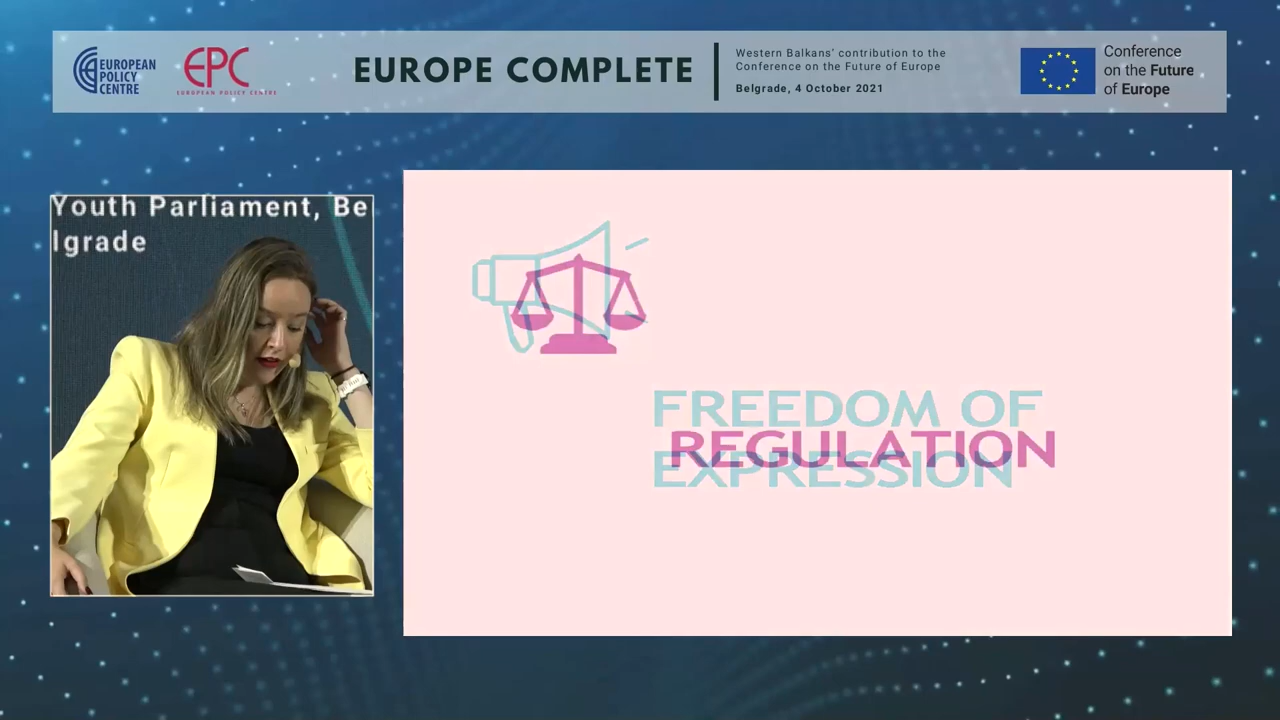 EUROPEAN
POLICY
CENTRE
EPC
EUROPEAN POLICY CENTRE
EUROPE COMPLETE
Western Balkans' contribution to the
Conference on the Future of Europe
Belgrade, 4 October 2021
Conference
on the Future
of Europe
Youth Parliament, Be
lgrade
FREEDOM OF
REGULATION
EXPRESSION